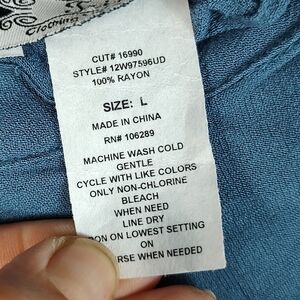 Clothing
CUT# 16990
STYLE# 12W97596UD
100% RAYON
SIZE: L
MADE IN CHINA
RN# 106289
MACHINE WASH COLD
GENTLE
CYCLE WITH LIKE COLORS
ONLY NON-CHLORINE
BLEACH
WHEN NEED
LINE DRY
ON LOWEST SETTING
ON
WHEN NEEDED